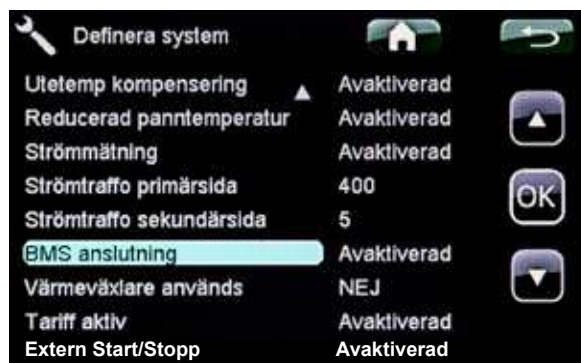 Definera system
Utetemp kompensering Avaktiverad
Reducerad panntemperatur Avaktiverad
Strömmätning Avaktiverad
Strömtraffo primärsida 400
Strömtraffo sekundärsida 5
OK
BMS anslutning Avaktiverad
Värmeväxlare används NEJ
Tariff aktiv Avaktiverad
Extern Start/Stopp Avaktiverad